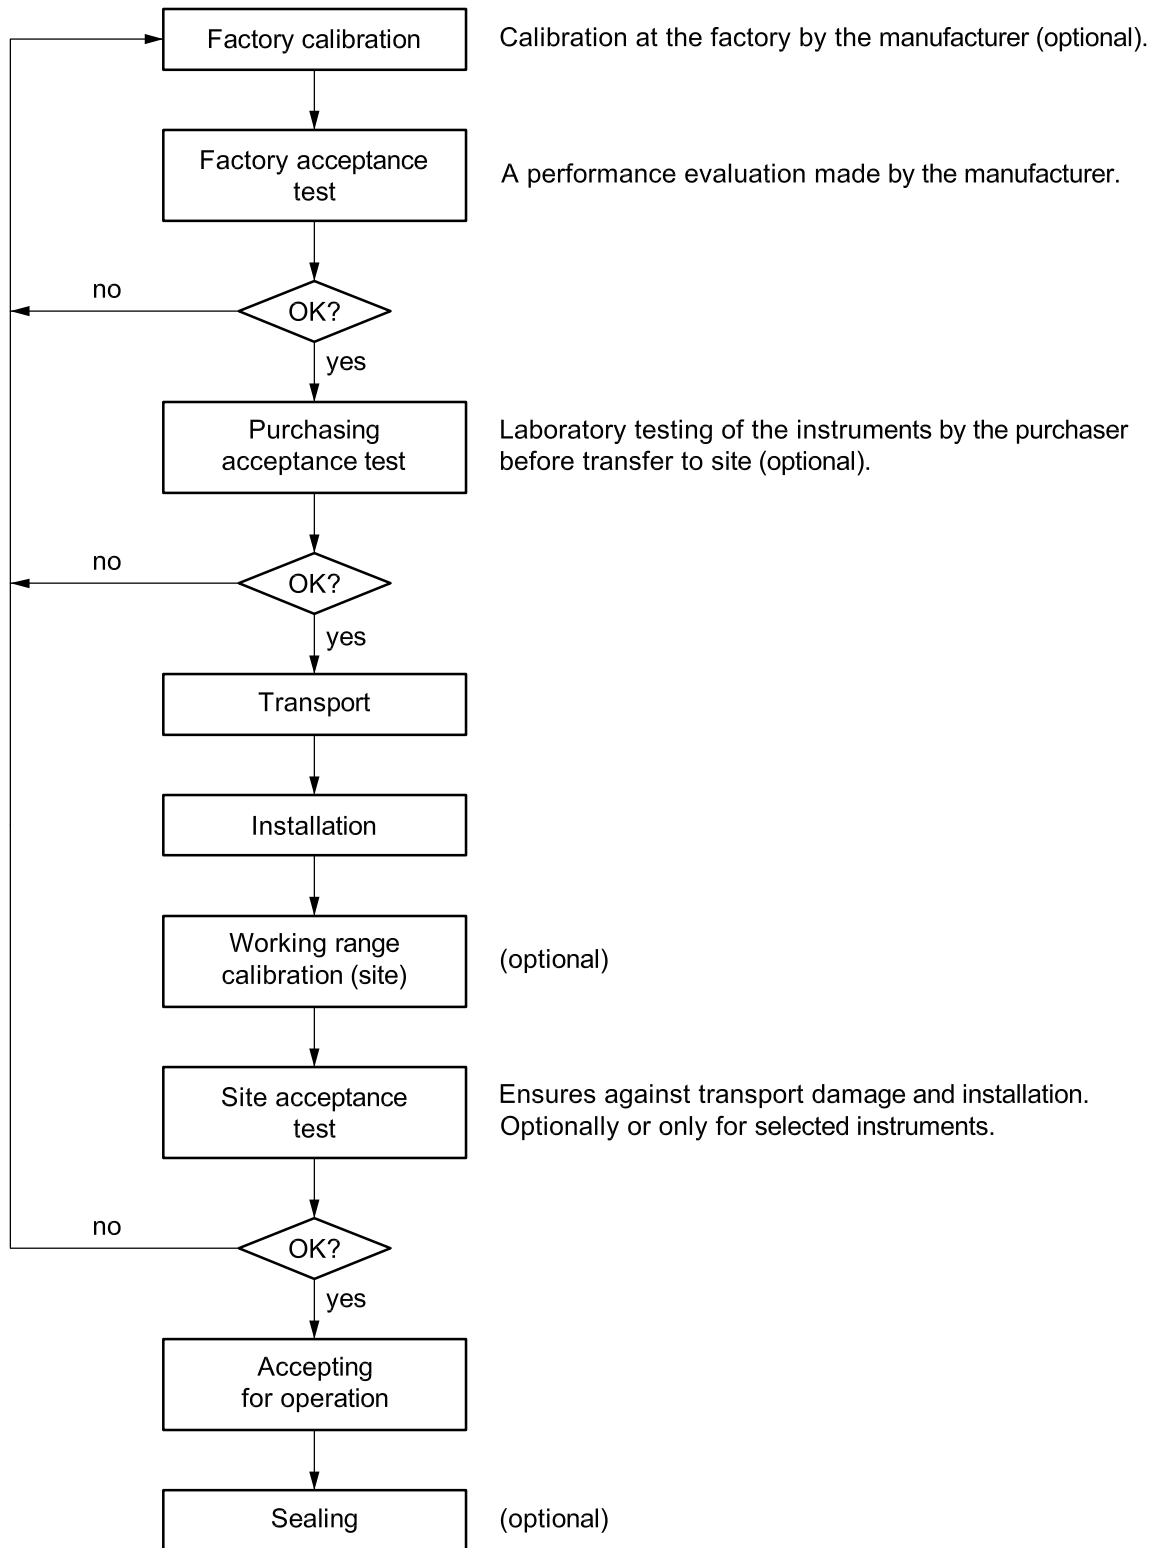 Factory calibration
Calibration at the factory by the manufacturer (optional).
Factory acceptance
test
A performance evaluation made by the manufacturer.
OK?
no
yes
Purchasing
acceptance test
Laboratory testing of the instruments by the purchaser
before transfer to site (optional).
OK?
no
yes
Transport
Installation
Working range
calibration (site)
(optional)
Site acceptance
test
Ensures against transport damage and installation.
Optionally or only for selected instruments.
OK?
no
yes
Accepting
for operation
Sealing
(optional)